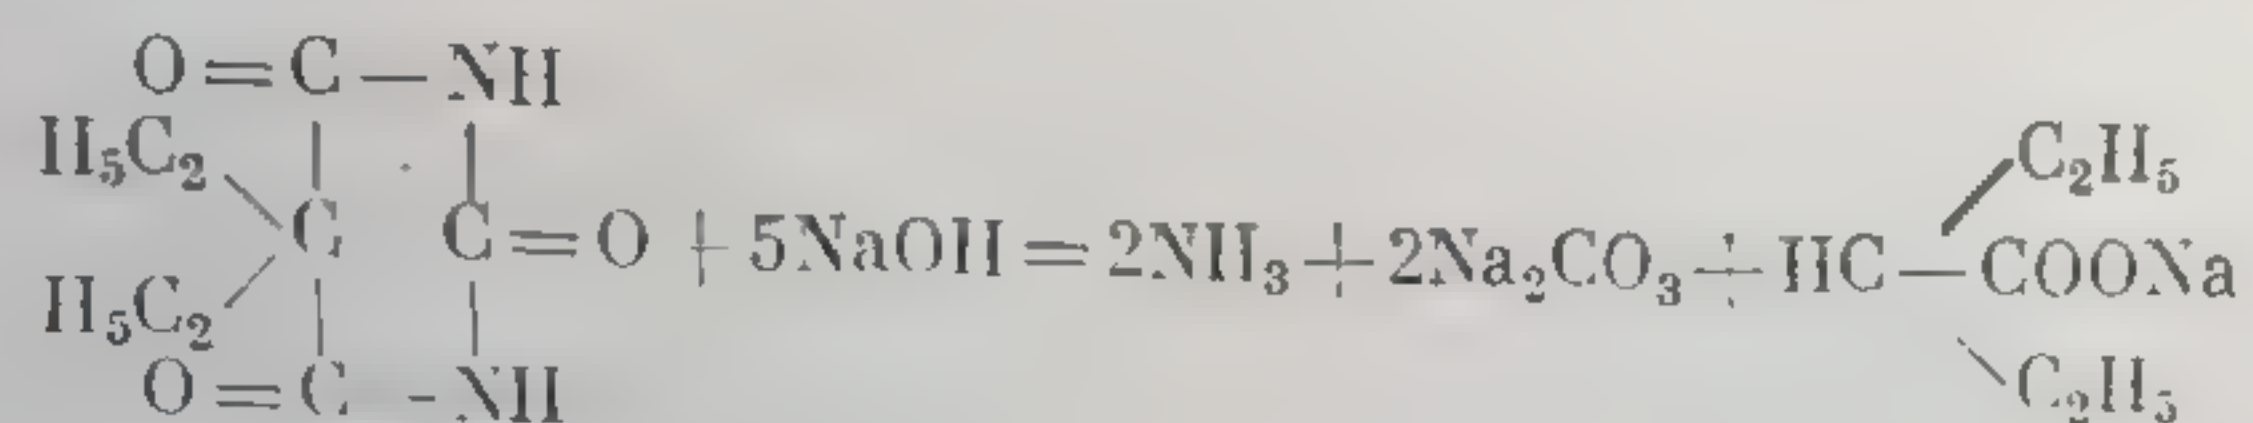 O=C—NH
H₅C₂ C₂H₅
C C=O + 5NaOH = 2NH₃ + 2Na₂CO₃ + HC—COONa
H₅C₂ C₂H₅
O=C—NH